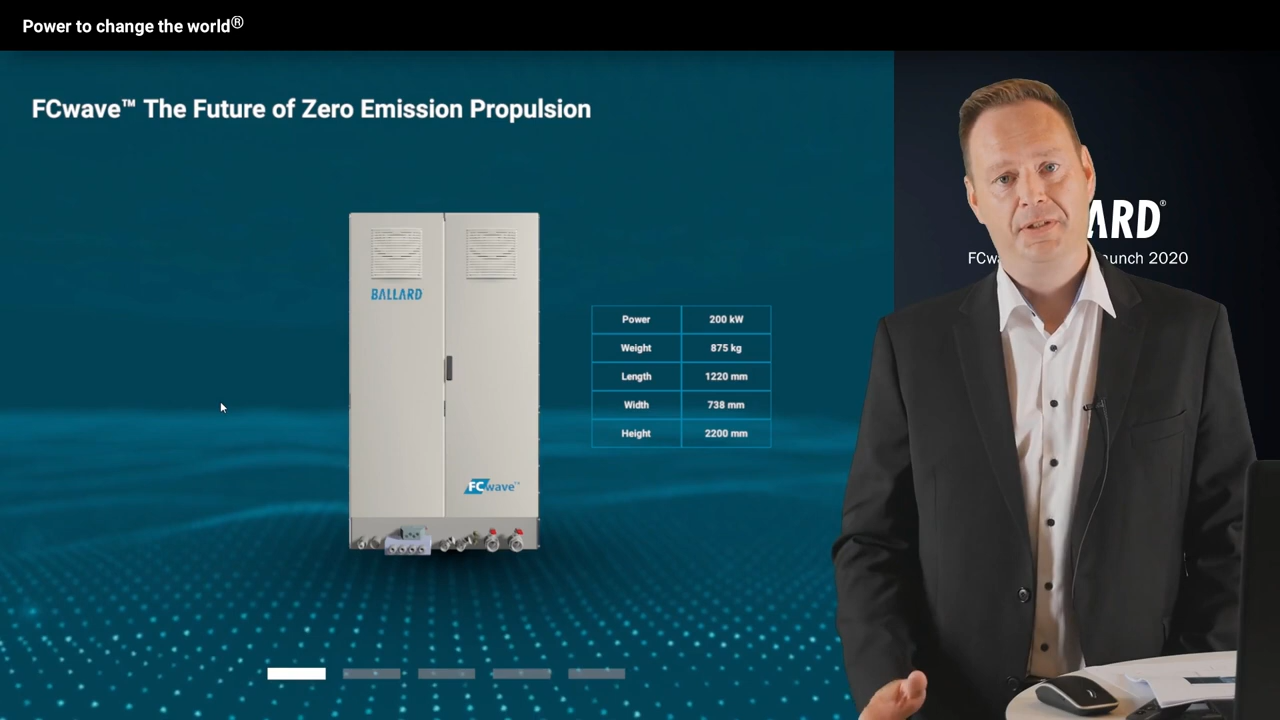 Power to change the world®
FCwave™ The Future of Zero Emission Propulsion
BALLARD
FCwave™
Power 200 kW
Weight 875 kg
Length 1220 mm
Width 738 mm
Height 2200 mm
ARD®
FCwa unch 2020